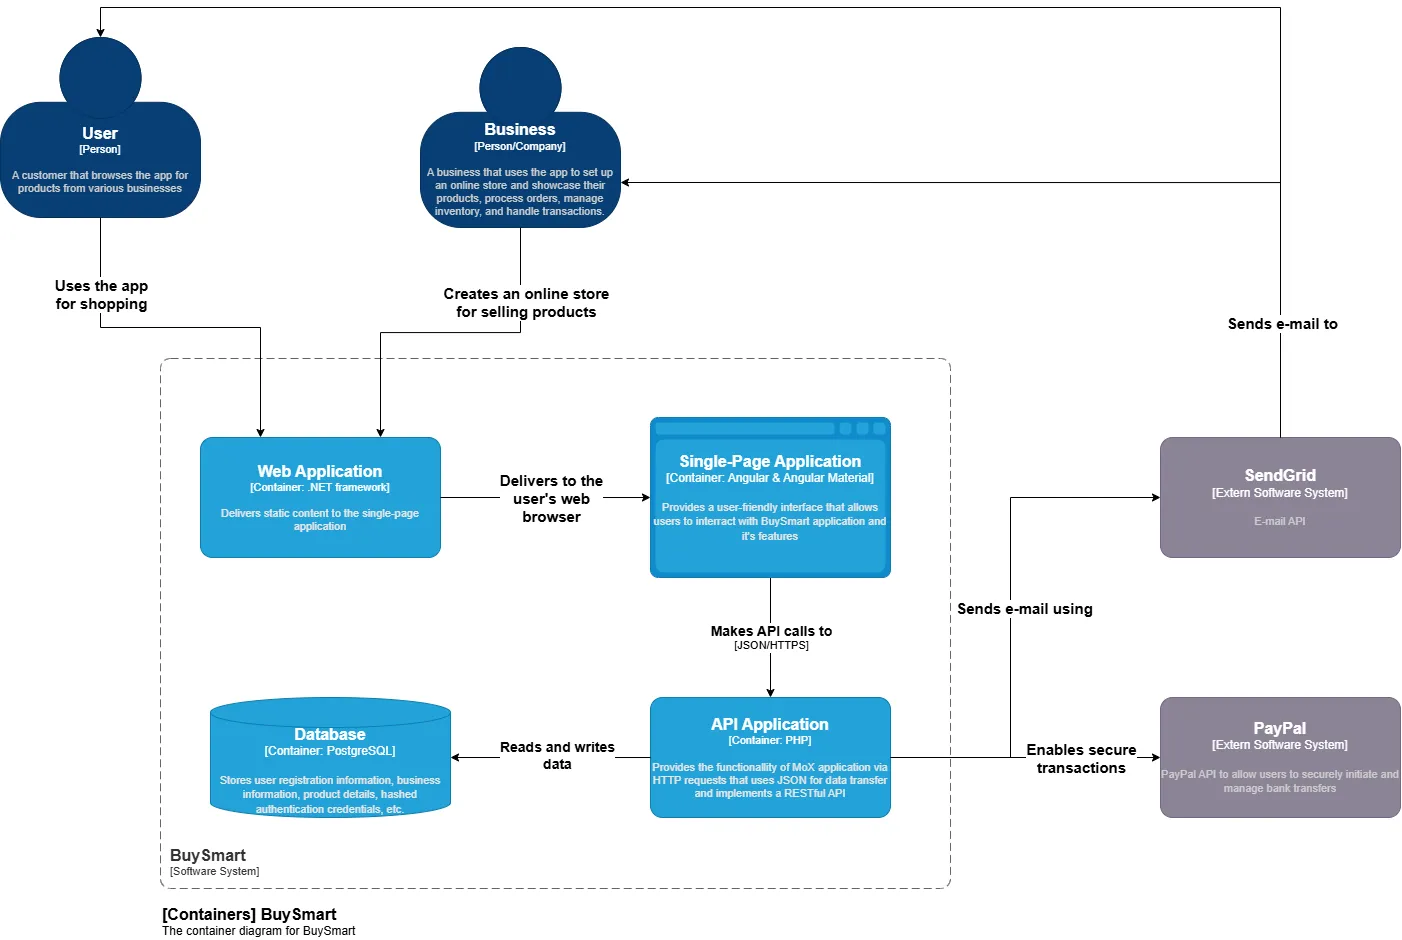 User
[Person]
A customer that browses the app for
products from various businesses
Business
[Person/Company]
A business that uses the app to set up
an online store and showcase their
products, process orders, manage
inventory, and handle transactions.
Uses the app
for shopping
Creates an online store
for selling products
Sends e-mail to
Web Application
[Container: .NET framework]
Delivers static content to the single-page
application
Delivers to the
user's web
browser
Single-Page Application
[Container: Angular & Angular Material]
Provides a user-friendly interface that allows
users to interract with BuySmart application and
it's features
SendGrid
[Extern Software System]
E-mail API
Sends e-mail using
Makes API calls to
[JSON/HTTPS]
Database
[Container: PostgreSQL]
Stores user registration information, business
information, product details, hashed
authentication credentials, etc.
Reads and writes
data
API Application
[Container: PHP]
Provides the functionallity of MoX application via
HTTP requests that uses JSON for data transfer
and implements a RESTful API
Enables secure
transactions
PayPal
[Extern Software System]
PayPal API to allow users to securely initiate and
manage bank transfers
BuySmart
[Software System]
[Containers] BuySmart
The container diagram for BuySmart